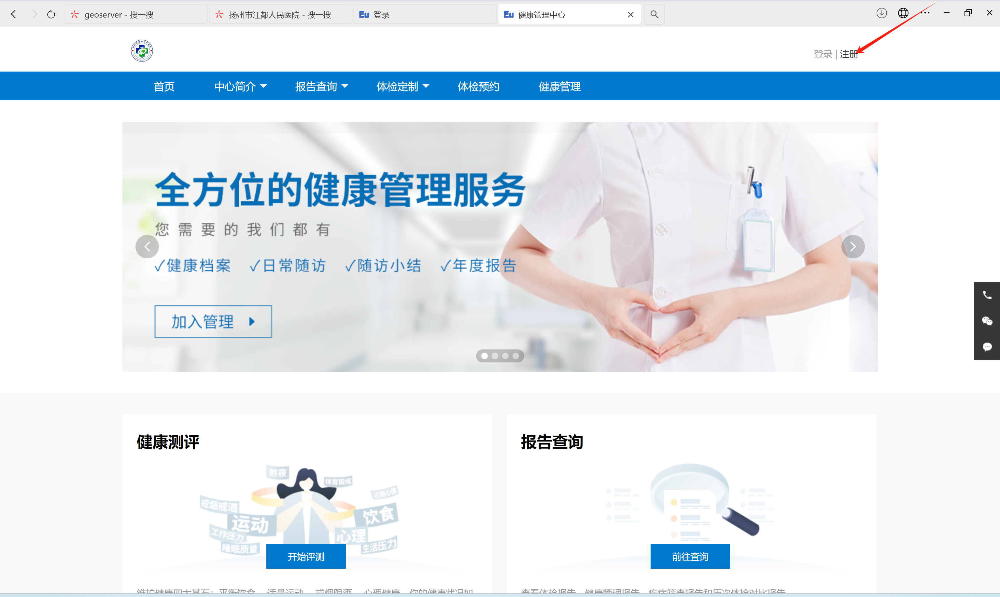 geoserver - 搜一搜
扬州市江都人民医院 - 搜一搜
Eu 登录
Eu 健康管理中心
登录 | 注册
首页 中心简介 报告查询 体检定制 体检预约 健康管理
全方位的健康管理服务
您需要的我们都有
✓健康档案 ✓日常随访 ✓随访小结 ✓年度报告
加入管理
健康测评
熬夜
体育锻炼
近期心情
戒烟戒酒
运动
饮食
工作压力
心理
睡眠质量
生活压力
开始评测
维护健康四大基石：平衡饮食、适量运动、戒烟限酒、心理健康，你的健康状况如
报告查询
前往查询
查看体检报告、健康管理报告、疾病筛查报告和历次体检对比报告